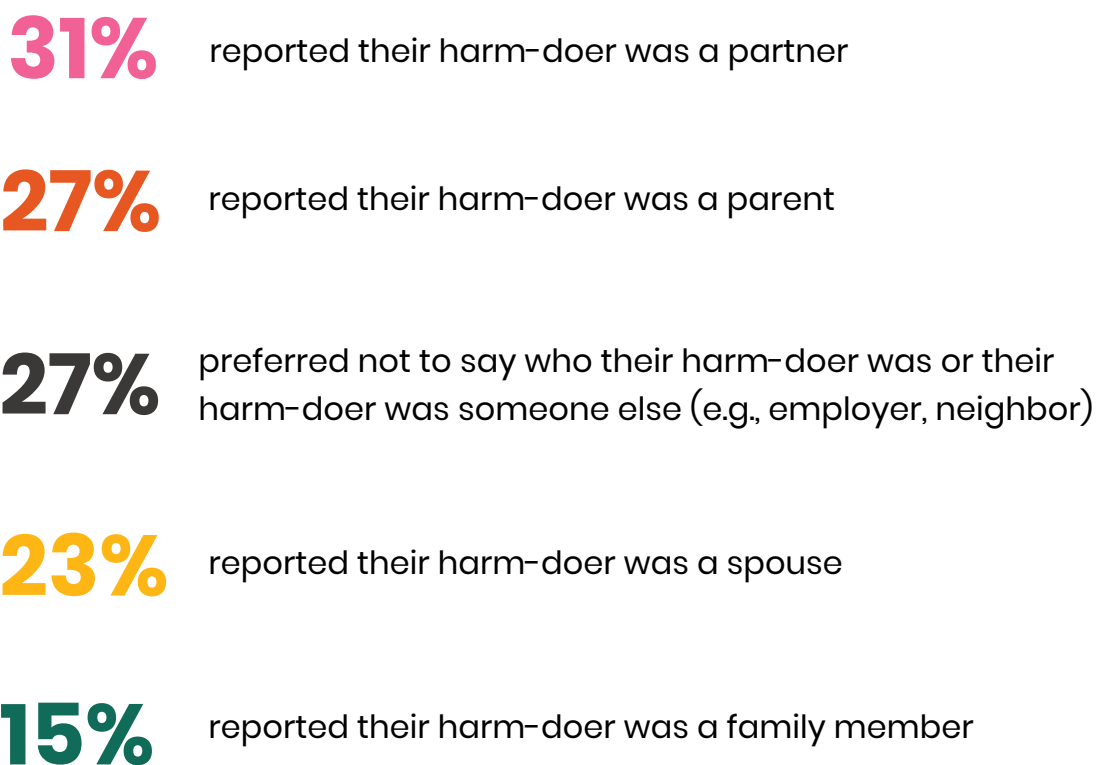 31% reported their harm-doer was a partner
27% reported their harm-doer was a parent
27% preferred not to say who their harm-doer was or their
harm-doer was someone else (e.g., employer, neighbor)
23% reported their harm-doer was a spouse
15% reported their harm-doer was a family member